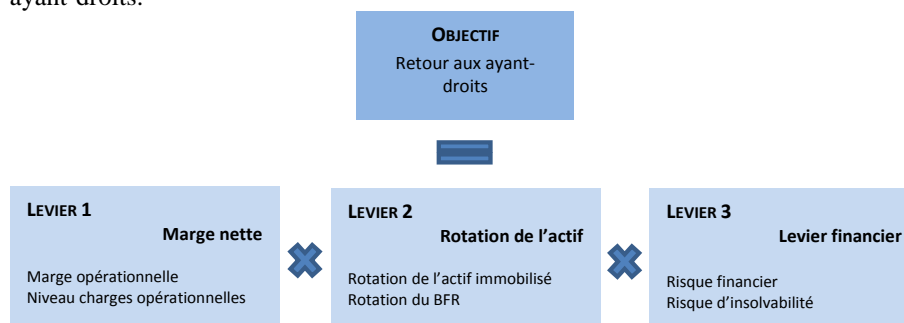 ayant-droits.
OBJECTIF
Retour aux ayant-
droits
LEVIER 1
Marge nette
Marge opérationnelle
Niveau charges opérationnelles
LEVIER 2
Rotation de l’actif
Rotation de l’actif immobilisé
Rotation du BFR
LEVIER 3
Levier financier
Risque financier
Risque d’insolvabilité